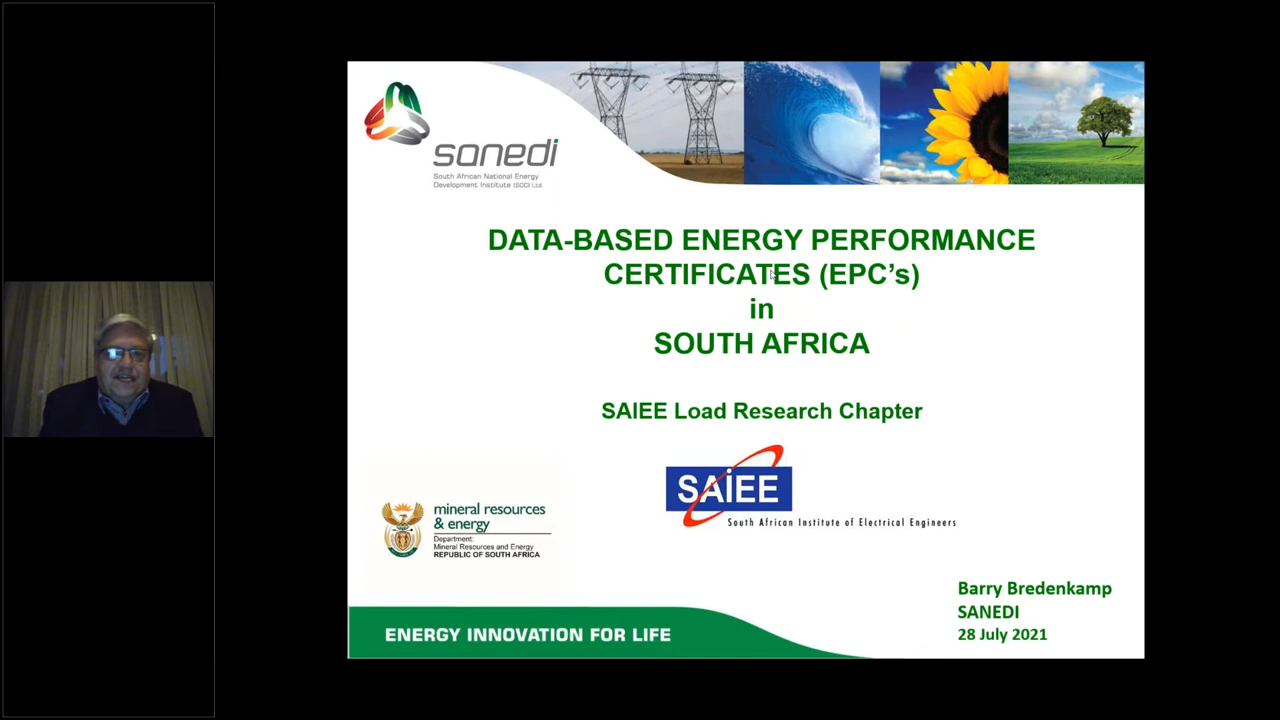 sanedi
South African National Energy
Development Institute (SOC) Ltd
DATA-BASED ENERGY PERFORMANCE
CERTIFICATES (EPC's)
in
SOUTH AFRICA
SAIEE Load Research Chapter
SAIEE
South African Institute of Electrical Engineers
mineral resources
& energy
Department:
Mineral Resources and Energy
REPUBLIC OF SOUTH AFRICA
Barry Bredenkamp
SANEDI
28 July 2021
ENERGY INNOVATION FOR LIFE